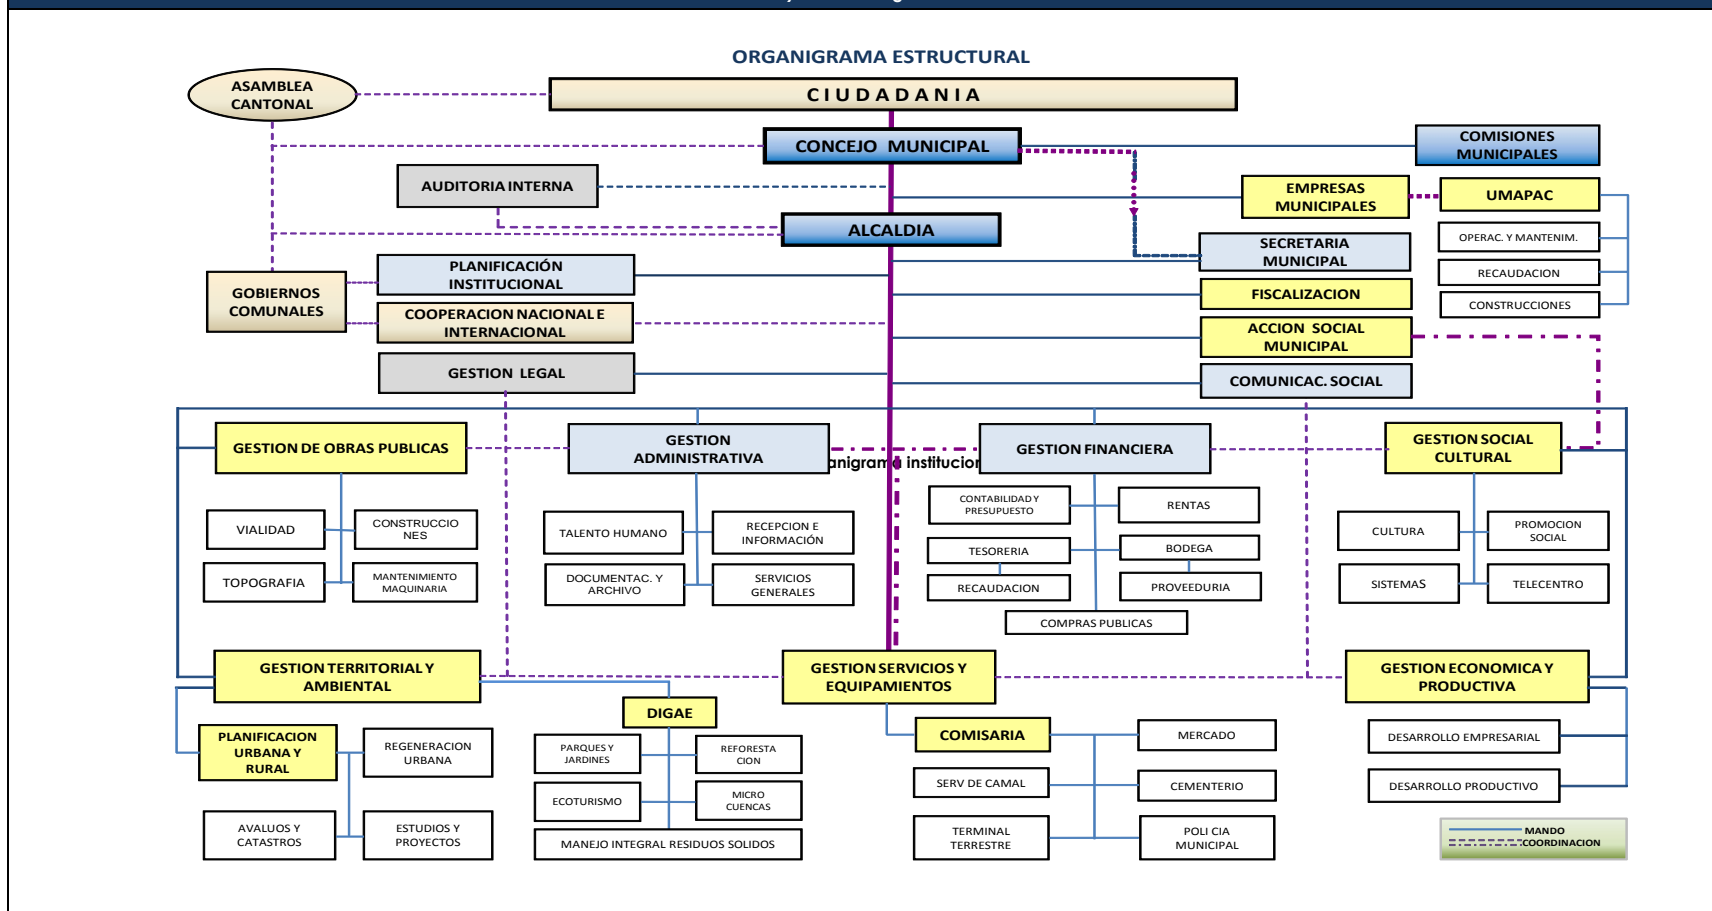 ORGANIGRAMA ESTRUCTURAL
ASAMBLEA
CANTONAL
CIUDADANIA
CONCEJO MUNICIPAL
COMISIONES
MUNICIPALES
AUDITORIA INTERNA
EMPRESAS
MUNICIPALES
UMAPAC
ALCALDIA
OPERAC. Y MANTENIM.
SECRETARIA
MUNICIPAL
PLANIFICACIÓN
INSTITUCIONAL
RECAUDACION
GOBIERNOS
COMUNALES
FISCALIZACION
CONSTRUCCIONES
COOPERACION NACIONAL E
INTERNACIONAL
ACCION SOCIAL
MUNICIPAL
GESTION LEGAL
COMUNICAC. SOCIAL
GESTION DE OBRAS PUBLICAS
GESTION
ADMINISTRATIVA
GESTION FINANCIERA
GESTION SOCIAL
CULTURAL
anigrama institucion
VIALIDAD
CONSTRUCCIO
NES
TALENTO HUMANO
RECEPCION E
INFORMACIÓN
CONTABILIDAD Y
PRESUPUESTO
RENTAS
CULTURA
PROMOCION
SOCIAL
TESORERIA
BODEGA
TOPOGRAFIA
MANTENIMIENTO
MAQUINARIA
DOCUMENTAC. Y
ARCHIVO
SERVICIOS
GENERALES
RECAUDACION
PROVEEDURIA
SISTEMAS
TELECENTRO
COMPRAS PUBLICAS
GESTION TERRITORIAL Y
AMBIENTAL
GESTION SERVICIOS Y
EQUIPAMIENTOS
GESTION ECONOMICA Y
PRODUCTIVA
DIGAE
PLANIFICACION
URBANA Y
RURAL
REGENERACION
URBANA
PARQUES Y
JARDINES
REFORESTA
CION
COMISARIA
MERCADO
DESARROLLO EMPRESARIAL
ECOTURISMO
MICRO
CUENCAS
SERV DE CAMAL
CEMENTERIO
DESARROLLO PRODUCTIVO
AVALUOS Y
CATASTROS
ESTUDIOS Y
PROYECTOS
MANEJO INTEGRAL RESIDUOS SOLIDOS
TERMINAL
TERRESTRE
POLI CIA
MUNICIPAL
MANDO
COORDINACION